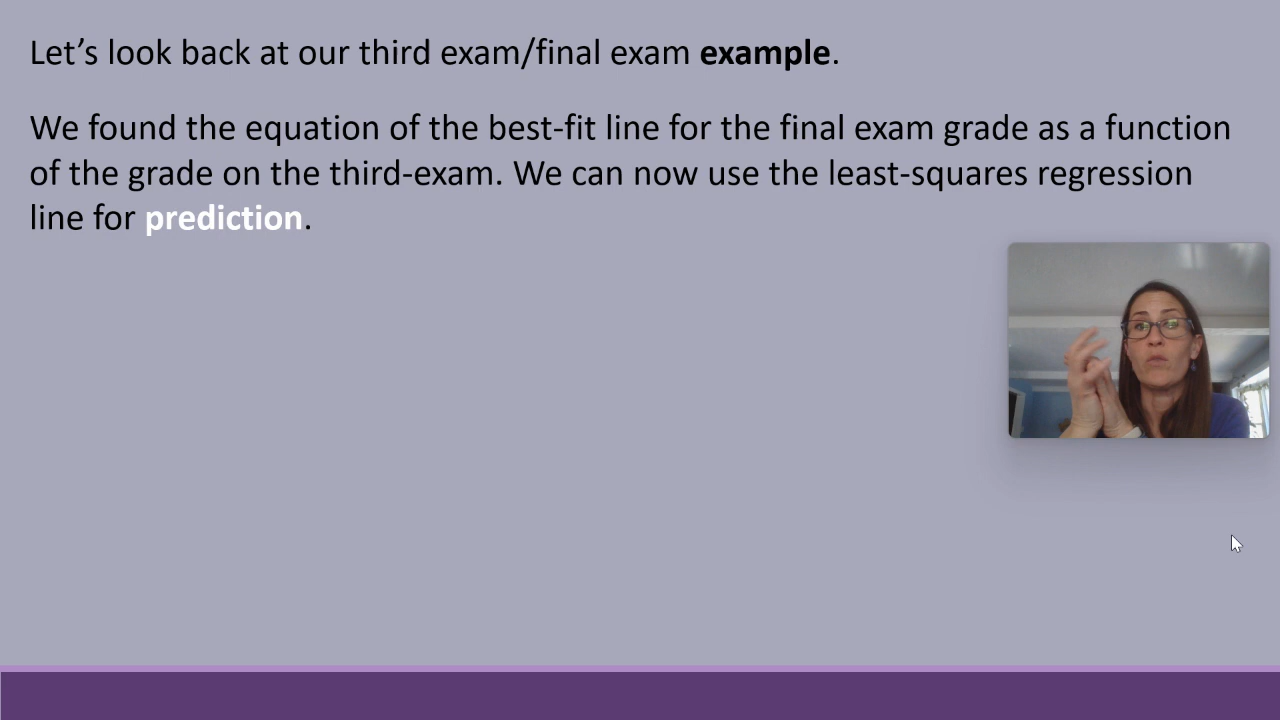 Let’s look back at our third exam/final exam example.
We found the equation of the best-fit line for the final exam grade as a function
of the grade on the third-exam. We can now use the least-squares regression
line for prediction.